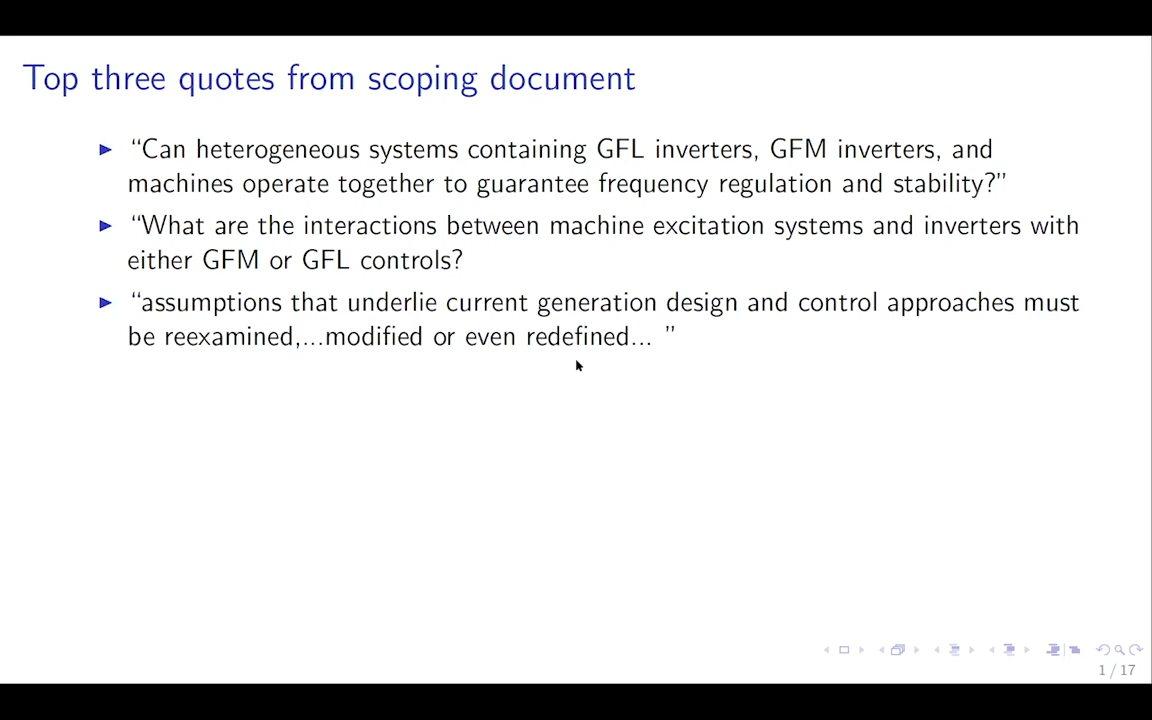 Top three quotes from scoping document
“Can heterogeneous systems containing GFL inverters, GFM inverters, and
machines operate together to guarantee frequency regulation and stability?”
“What are the interactions between machine excitation systems and inverters with
either GFM or GFL controls?
“assumptions that underlie current generation design and control approaches must
be reexamined,...modified or even redefined... ”
1 / 17